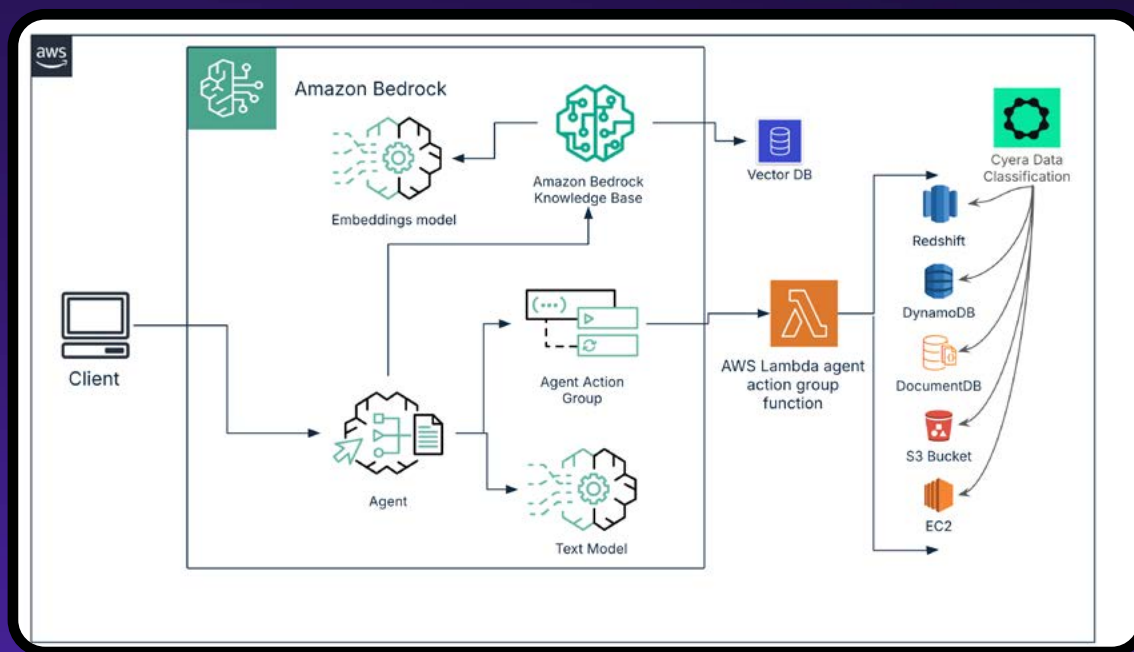 aws
Amazon Bedrock
Embeddings model
Amazon Bedrock
Knowledge Base
Vector DB
Cyera Data
Classification
Redshift
DynamoDB
DocumentDB
S3 Bucket
EC2
Client
Agent
(...)
Agent Action
Group
Text Model
AWS Lambda agent
action group
function